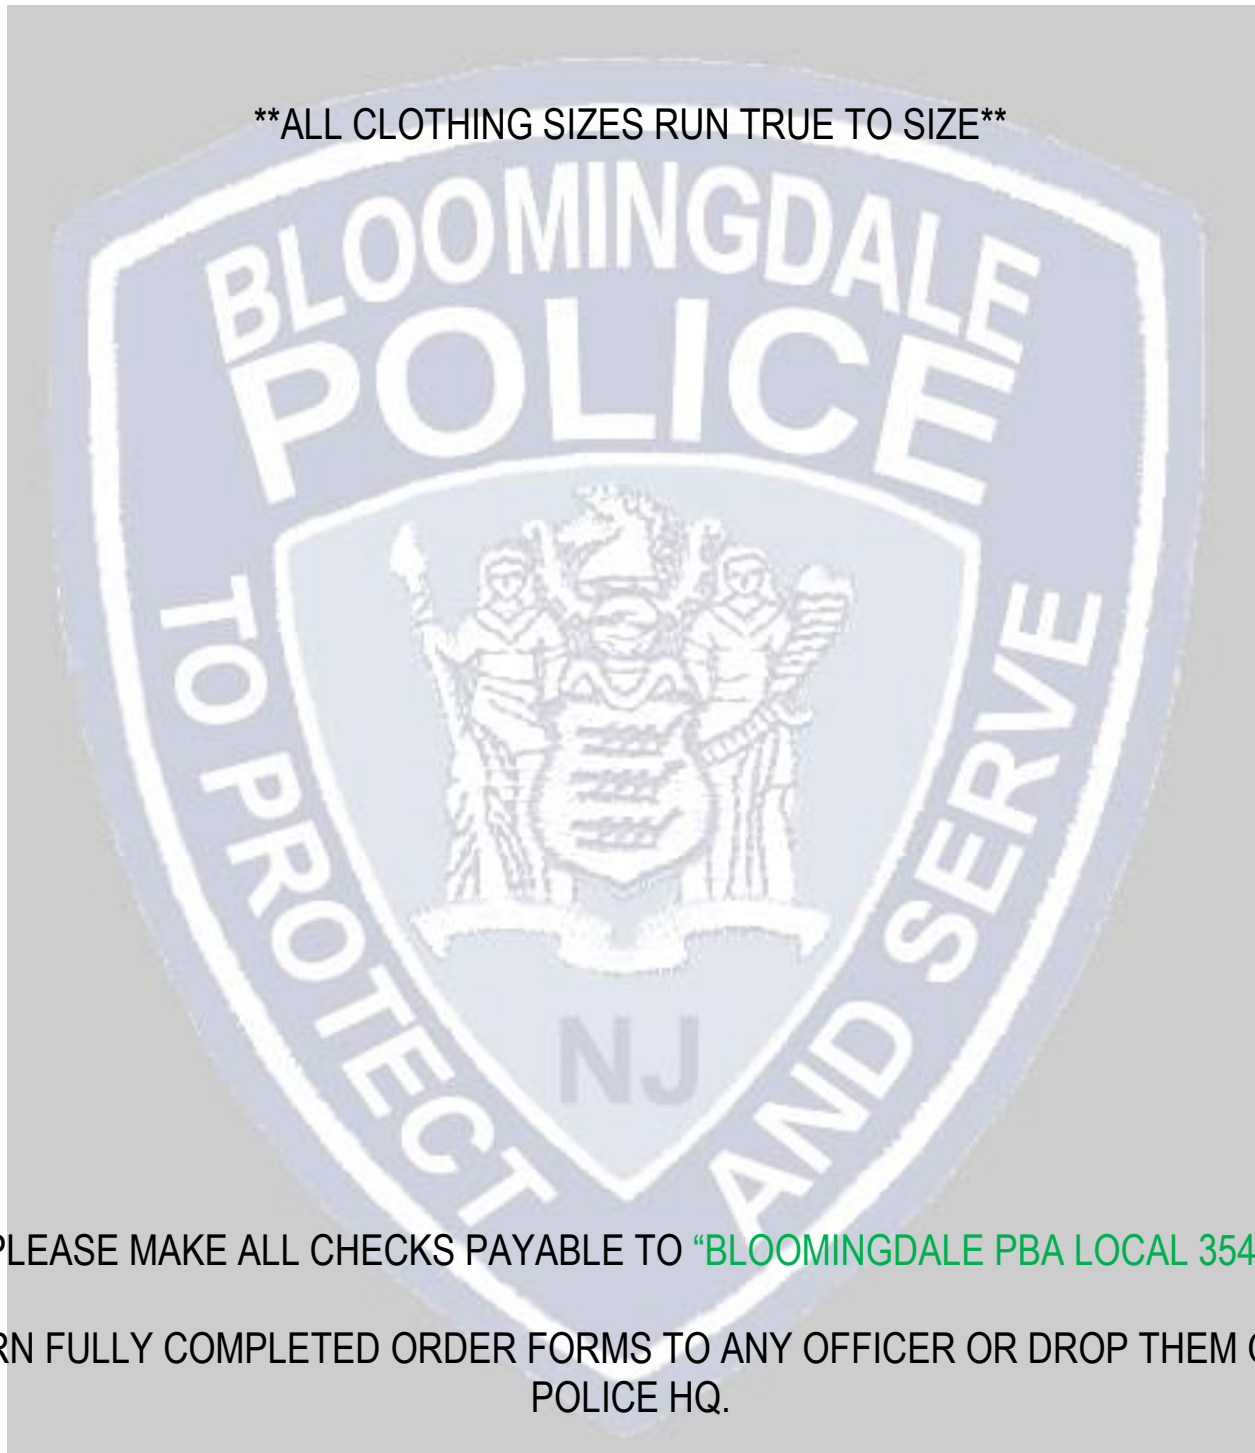 **ALL CLOTHING SIZES RUN TRUE TO SIZE**
BLOOMINGDALE
POLICE
TO PROTECT AND SERVE
NJ
PLEASE MAKE ALL CHECKS PAYABLE TO “BLOOMINGDALE PBA LOCAL 354
FULLY COMPLETED ORDER FORMS TO ANY OFFICER OR DROP THEM
POLICE HQ.